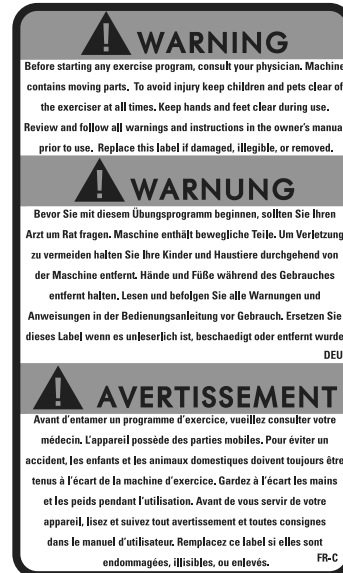 WARNING
Before starting any exercise program, consult your physician. Machine
contains moving parts. To avoid injury keep children and pets clear of
the exerciser at all times. Keep hands and feet clear during use.
Review and follow all warnings and instructions in the owner's manual
prior to use. Replace this label if damaged, illegible, or removed.
WARNUNG
Bevor Sie mit diesem Übungsprogramm beginnen, sollten Sie Ihren
Arzt um Rat fragen. Maschine enthält bewegliche Teile. Um Verletzung
zu vermeiden halten Sie Ihre Kinder und Haustiere durchgehend von
der Maschine entfernt. Hände und Füße während des Gebrauches
entfernt halten. Lesen und befolgen Sie alle Warnungen und
Anweisungen in der Bedienungsanleitung vor Gebrauch. Ersetzen Sie
dieses Label wenn es unleserlich ist, beschaedigt oder entfernt wurde
DEU
AVERTISSEMENT
Avant d'entamer un programme d'exercice, vueillez consulter votre
médecin. L'appareil possède des parties mobiles. Pour éviter un
accident, les enfants et les animaux domestiques doivent toujours être
tenus à l'écart de la machine d'exercice. Gardez à l'écart les mains
et les peids pendant l'utilisation. Avant de vous servir de votre
appareil, lisez et suivez tout avertissement et toutes consignes
dans le manuel d'utilisateur. Remplacez ce label si elles sont
endommagées, illisibles, ou enlevés.
FR-C